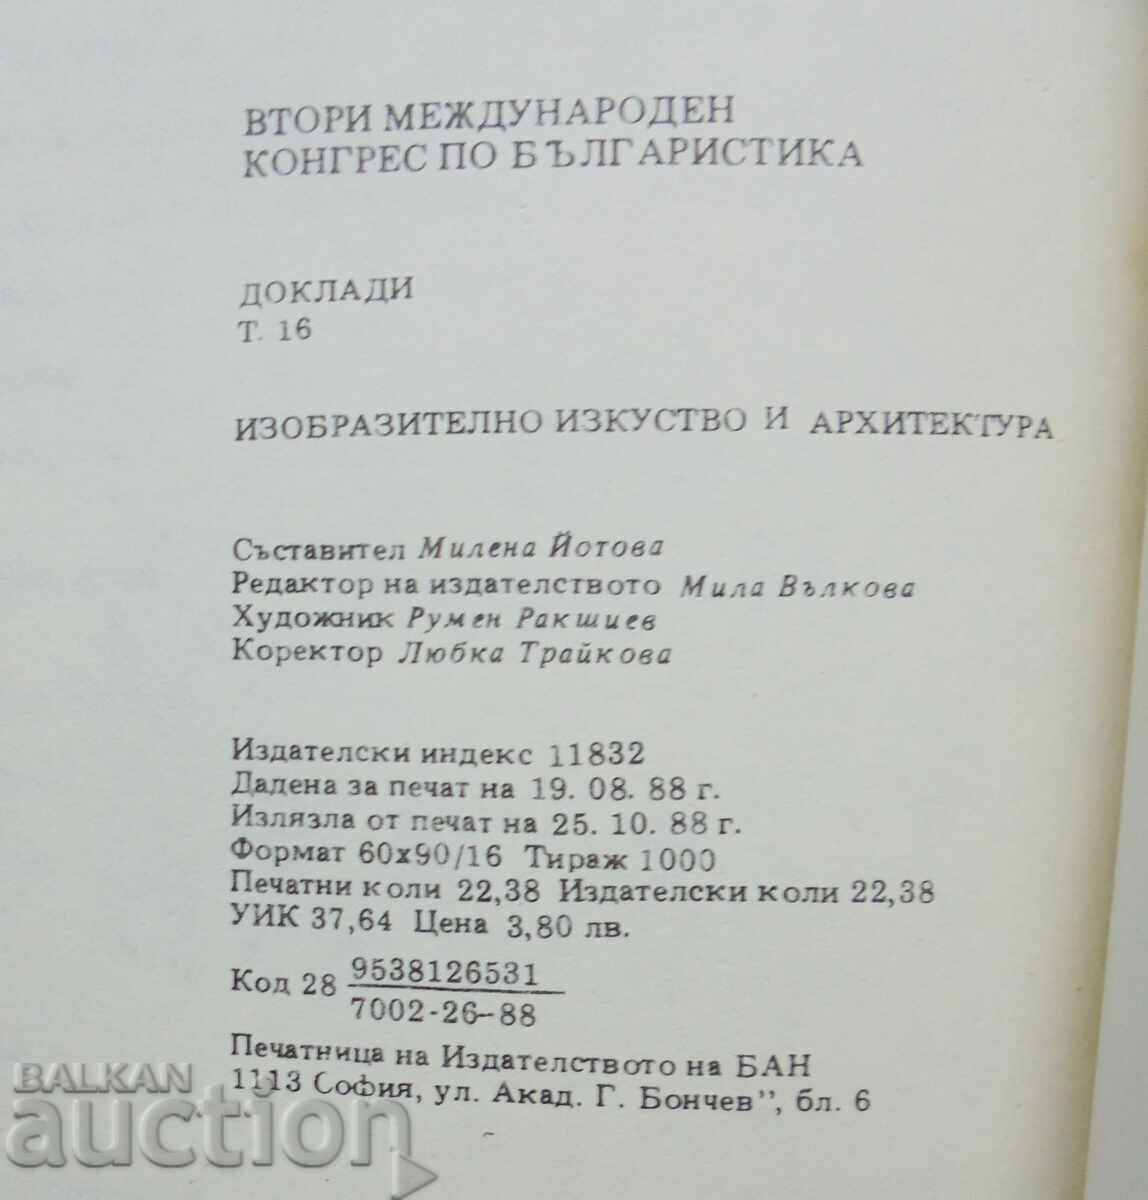 ВТОРИ МЕЖДУНАРОДЕН
КОНГРЕС ПО БЪЛГАРИСТИКА
ДОКЛАДИ
Т. 16
ИЗОБРАЗИТЕЛНО ИЗКУСТВО И АРХИТЕКТУРА
Съставител Милена Йотова
Редактор на издателството Мила Вълкова
Художник Румен Ракшиев
Коректор Любка Трайкова
Издателски индекс 11832
Дадена за печат на 19. 08. 88 г.
Излязла от печат на 25. 10. 88 г.
Формат 60х90/16 Тираж 1000
Печатни коли 22,38 Издателски коли 22,38
УИК 37,64 Цена 3,80 лв.
Код 28 9538126531
7002-26-88
Печатница на Издателството на БАН
1113 София, ул. Акад. Г. Бончев”, бл. 6
BALKAN
auction